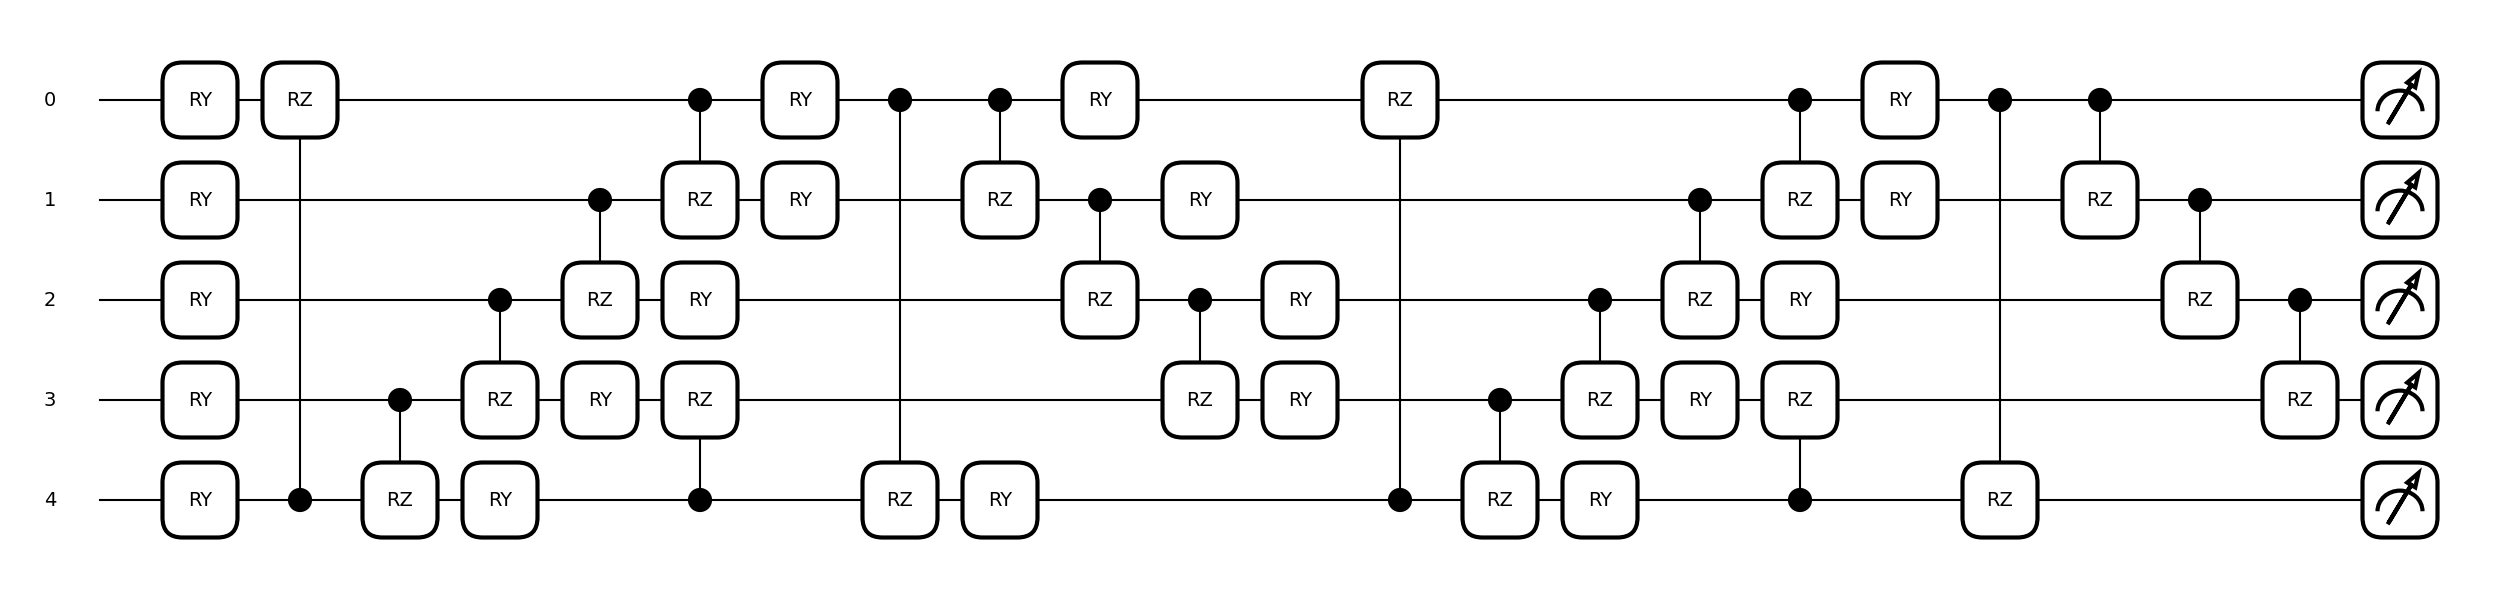 0 RY RZ RY RY RZ RY
1 RY RZ RY RZ RY RZ RY RZ
2 RY RZ RY RZ RY RZ RY RZ
3 RY RZ RY RZ RZ RY RZ RY RZ RZ
4 RY RZ RY RZ RY RZ RY RZ